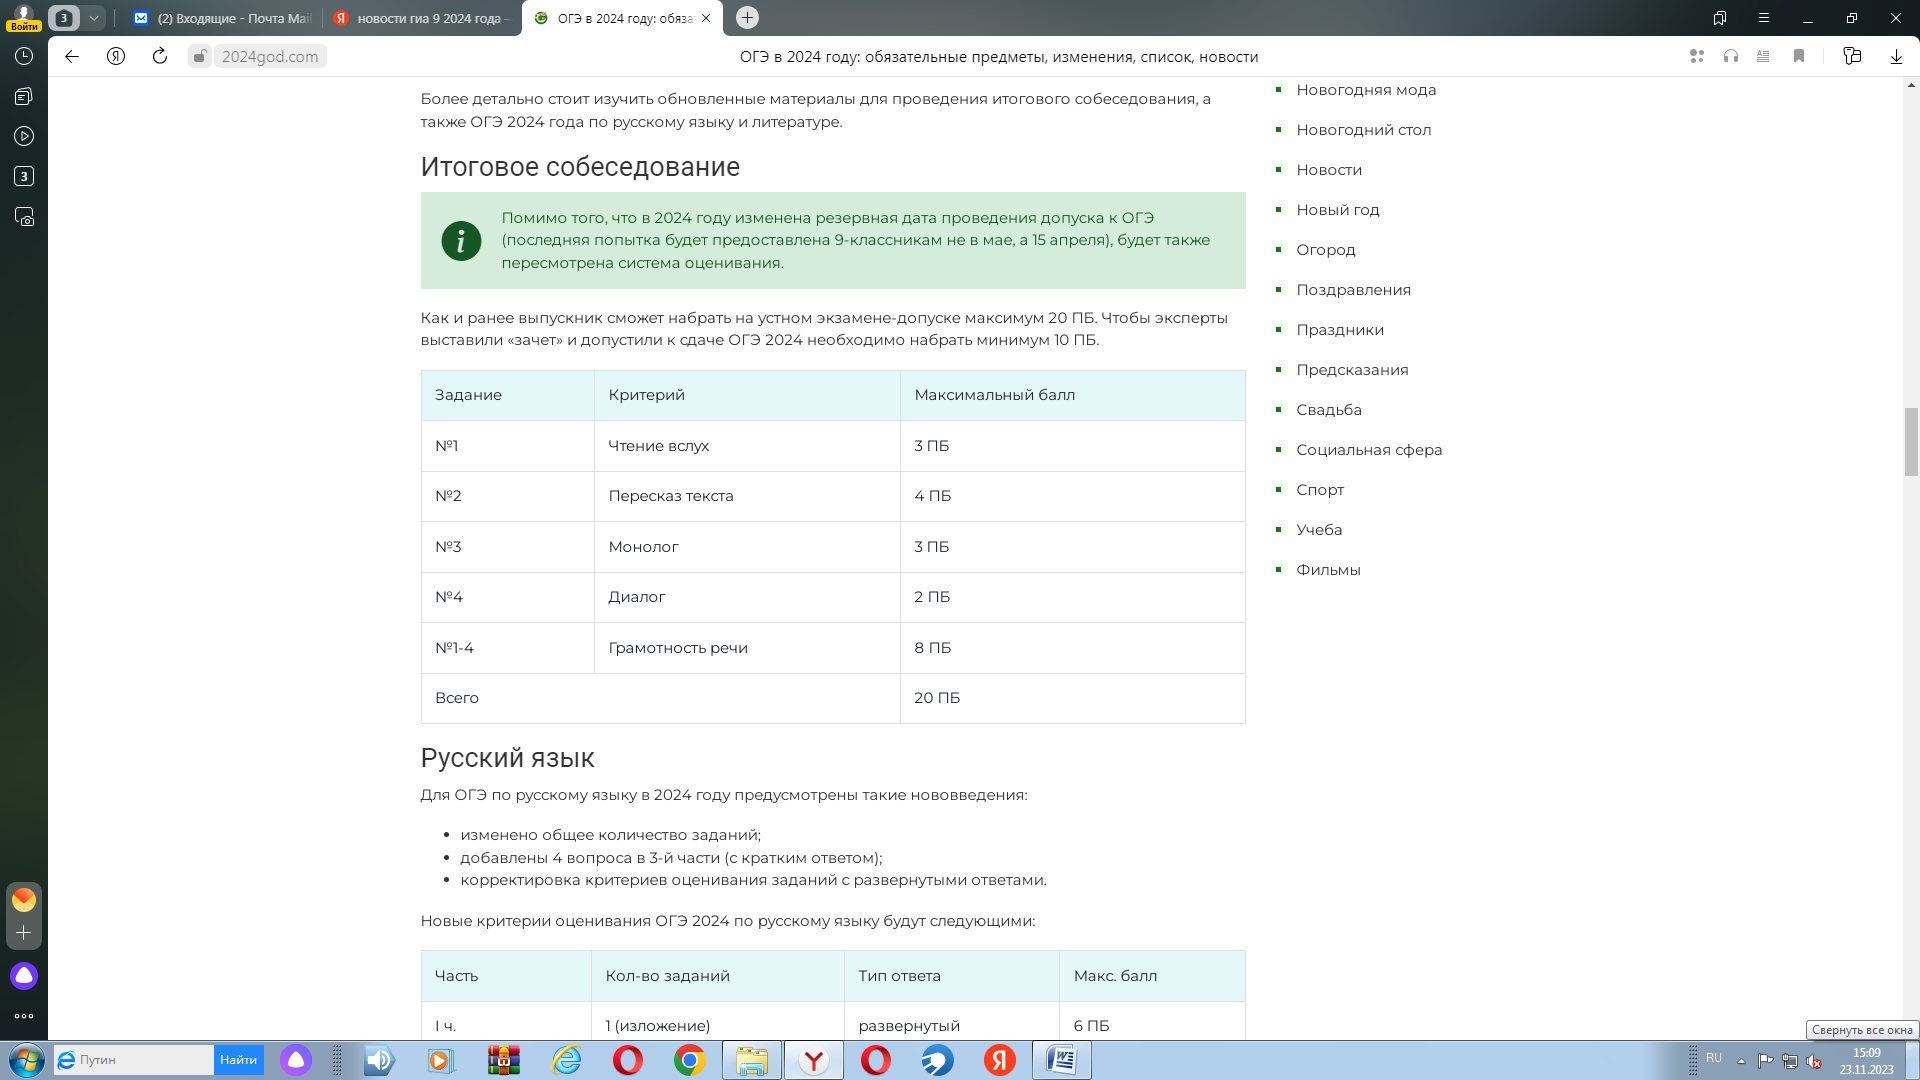 Войти
3
(2) Входящие - Почта Mail
новости гиа 9 2024 года –
ОГЭ в 2024 году: обяза
2024god.com
ОГЭ в 2024 году: обязательные предметы, изменения, список, новости
3
Более детально стоит изучить обновленные материалы для проведения итогового собеседования, а
также ОГЭ 2024 года по русскому языку и литературе.
Итоговое собеседование
Помимо того, что в 2024 году изменена резервная дата проведения допуска к ОГЭ
(последняя попытка будет предоставлена 9-классникам не в мае, а 15 апреля), будет также
пересмотрена система оценивания.
Как и ранее выпускник сможет набрать на устном экзамене-допуске максимум 20 ПБ. Чтобы эксперты
выставили «зачет» и допустили к сдаче ОГЭ 2024 необходимо набрать минимум 10 ПБ.
Задание Критерий Максимальный балл
№1 Чтение вслух 3 ПБ
№2 Пересказ текста 4 ПБ
№3 Монолог 3 ПБ
№4 Диалог 2 ПБ
№1-4 Грамотность речи 8 ПБ
Всего 20 ПБ
Русский язык
Для ОГЭ по русскому языку в 2024 году предусмотрены такие нововведения:
изменено общее количество заданий;
добавлены 4 вопроса в 3-й части (с кратким ответом);
корректировка критериев оценивания заданий с развернутыми ответами.
Новые критерии оценивания ОГЭ 2024 по русскому языку будут следующими:
Часть Кол-во заданий Тип ответа Макс. балл
I ч. 1 (изложение) развернутый 6 ПБ
Новогодняя мода
Новогодний стол
Новости
Новый год
Огород
Поздравления
Праздники
Предсказания
Свадьба
Социальная сфера
Спорт
Учеба
Фильмы
Свернуть все окна
Путин
Найти
RU
15:09
23.11.2023